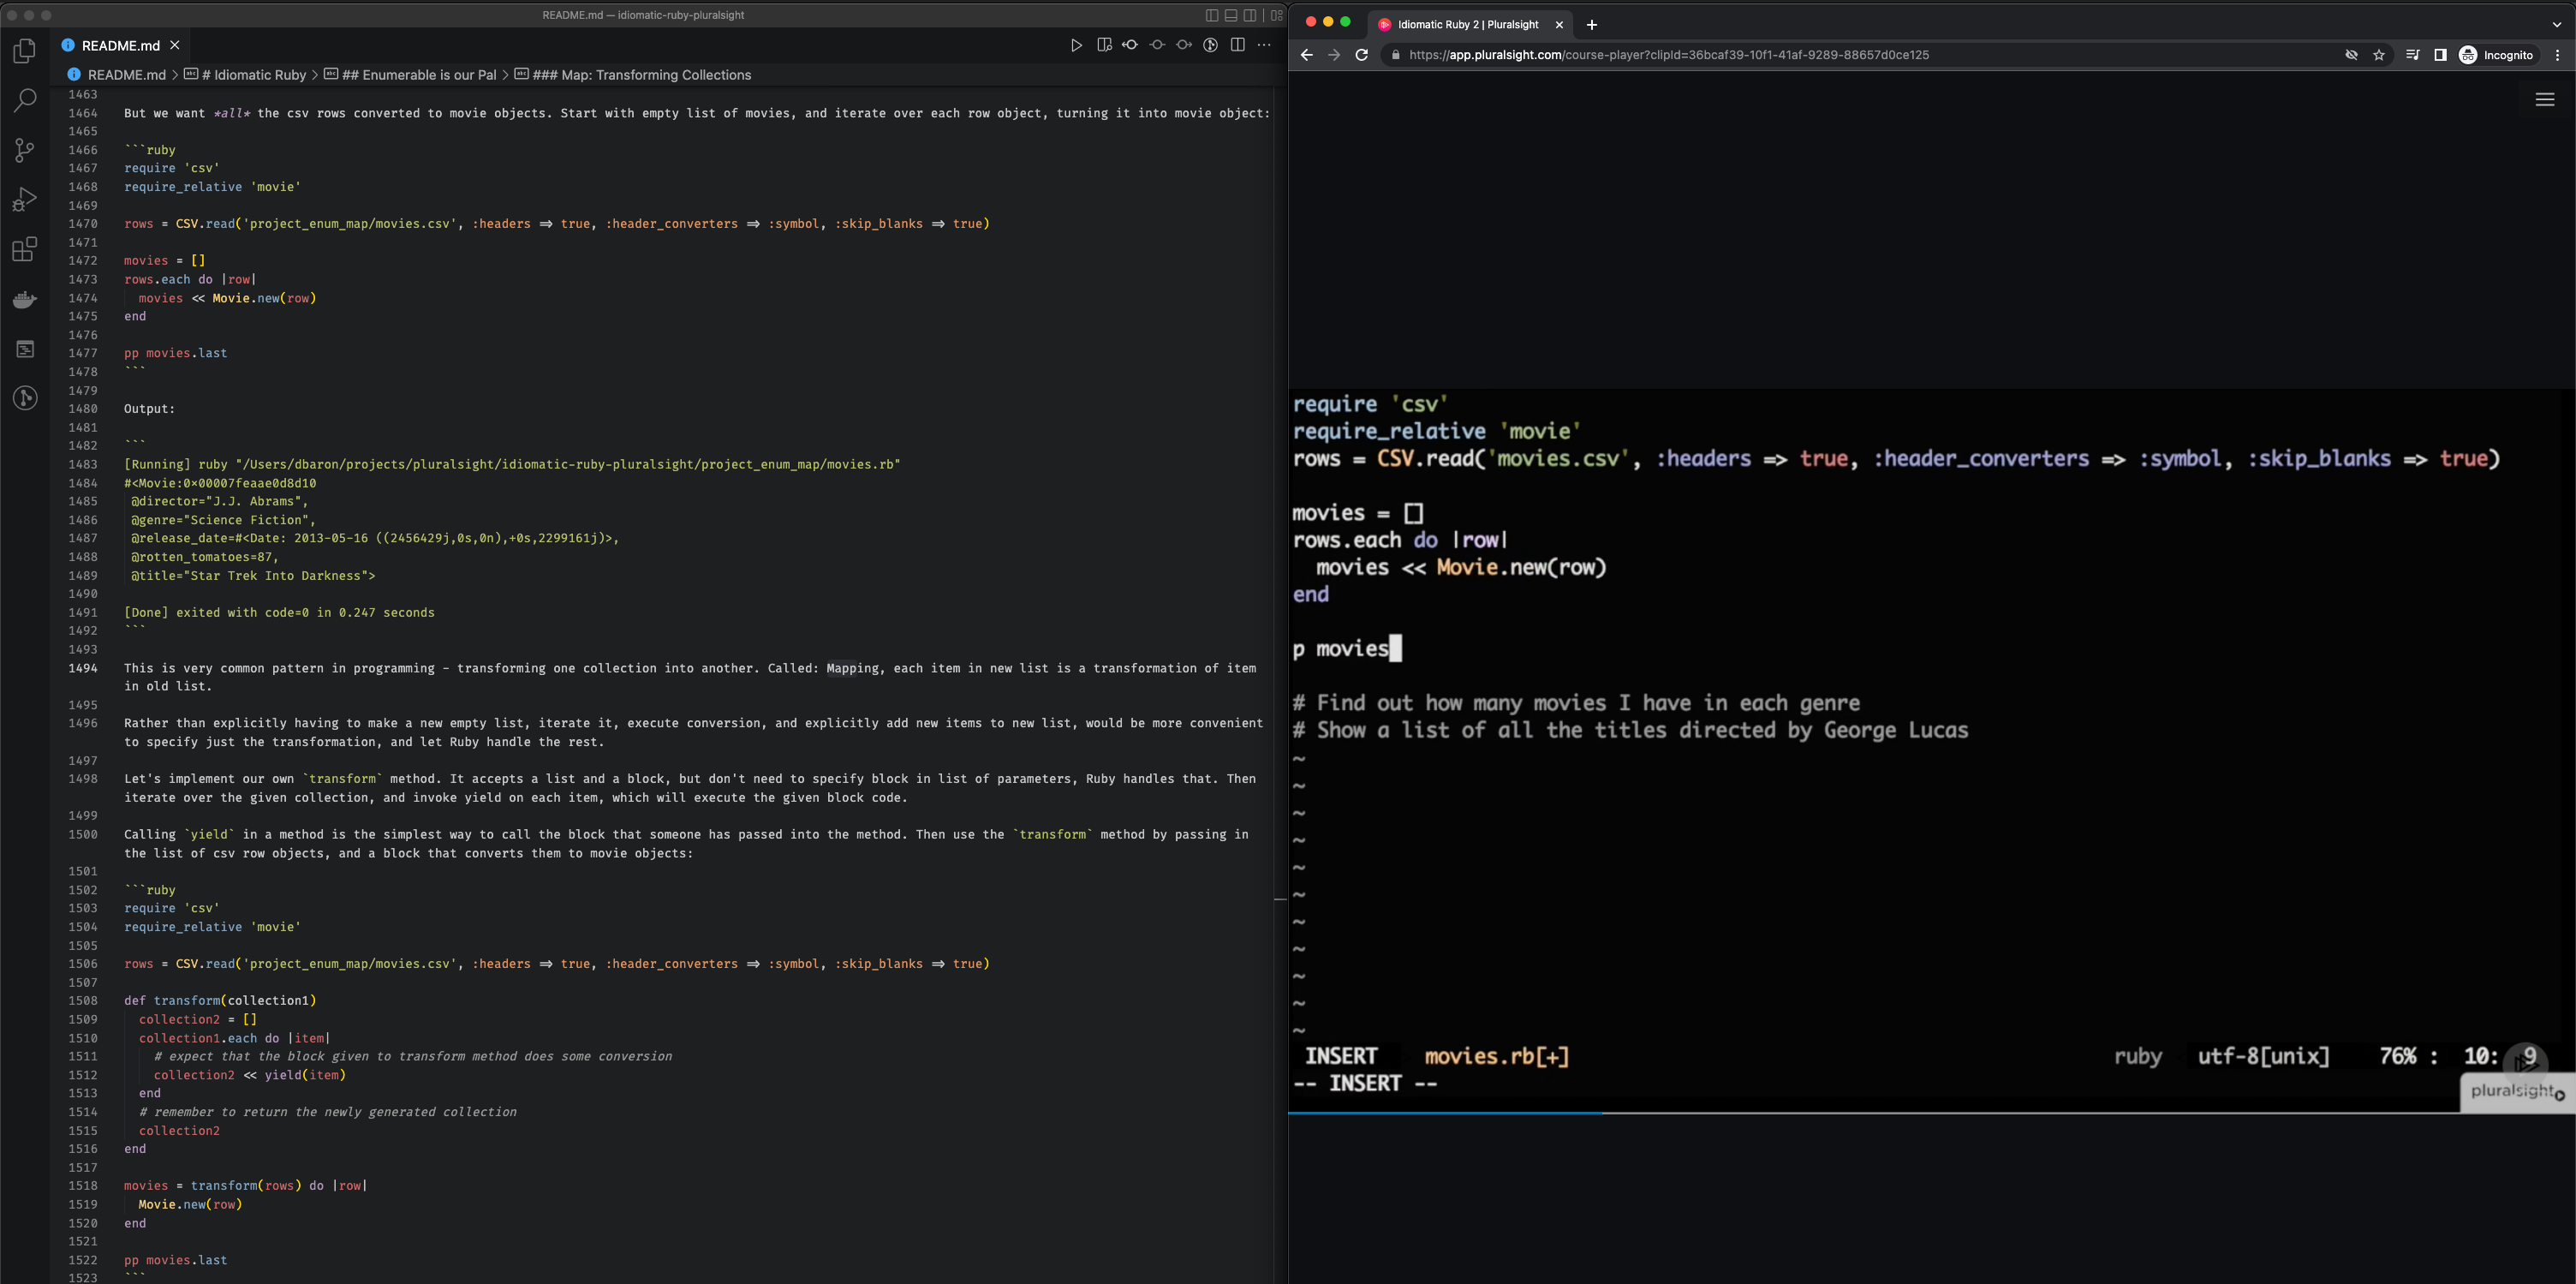 README.md — idiomatic-ruby-pluralsight
README.md
README.md > # Idiomatic Ruby > ## Enumerable is our Pal > ### Map: Transforming Collections
1463
1464 But we want *all* the csv rows converted to movie objects. Start with empty list of movies, and iterate over each row object, turning it into movie object:
1465
1466 ```ruby
1467 require 'csv'
1468 require_relative 'movie'
1469
1470 rows = CSV.read('project_enum_map/movies.csv', :headers => true, :header_converters => :symbol, :skip_blanks => true)
1471
1472 movies = []
1473 rows.each do |row|
1474 movies << Movie.new(row)
1475 end
1476
1477 pp movies.last
1478 ```
1479
1480 Output:
1481
1482 ```
1483 [Running] ruby "/Users/dbaron/projects/pluralsight/idiomatic-ruby-pluralsight/project_enum_map/movies.rb"
1484 #<Movie:0x00007feaae0d8d10
1485 @director="J.J. Abrams",
1486 @genre="Science Fiction",
1487 @release_date=#<Date: 2013-05-16 ((2456429j,0s,0n),+0s,2299161j)>,
1488 @rotten_tomatoes=87,
1489 @title="Star Trek Into Darkness">
1490
1491 [Done] exited with code=0 in 0.247 seconds
1492 ```
1493
1494 This is very common pattern in programming - transforming one collection into another. Called: Mapping, each item in new list is a transformation of item
in old list.
1495
1496 Rather than explicitly having to make a new empty list, iterate it, execute conversion, and explicitly add new items to new list, would be more convenient
to specify just the transformation, and let Ruby handle the rest.
1497
1498 Let's implement our own `transform` method. It accepts a list and a block, but don't need to specify block in list of parameters, Ruby handles that. Then
iterate over the given collection, and invoke yield on each item, which will execute the given block code.
1499
1500 Calling `yield` in a method is the simplest way to call the block that someone has passed into the method. Then use the `transform` method by passing in
the list of csv row objects, and a block that converts them to movie objects:
1501
1502 ```ruby
1503 require 'csv'
1504 require_relative 'movie'
1505
1506 rows = CSV.read('project_enum_map/movies.csv', :headers => true, :header_converters => :symbol, :skip_blanks => true)
1507
1508 def transform(collection1)
1509 collection2 = []
1510 collection1.each do |item|
1511 # expect that the block given to transform method does some conversion
1512 collection2 << yield(item)
1513 end
1514 # remember to return the newly generated collection
1515 collection2
1516 end
1517
1518 movies = transform(rows) do |row|
1519 Movie.new(row)
1520 end
1521
1522 pp movies.last
1523 ```
Idiomatic Ruby 2 | Pluralsight
https://app.pluralsight.com/course-player?clipId=36bcaf39-10f1-41af-9289-88657d0ce125
Incognito
require 'csv'
require_relative 'movie'
rows = CSV.read('movies.csv', :headers => true, :header_converters => :symbol, :skip_blanks => true)
movies = []
rows.each do |row|
movies << Movie.new(row)
end
p movies
# Find out how many movies I have in each genre
# Show a list of all the titles directed by George Lucas
~
~
~
~
~
~
~
~
~
~
~
INSERT movies.rb[+] ruby utf-8[unix] 76% : 10: 9
-- INSERT --
pluralsight